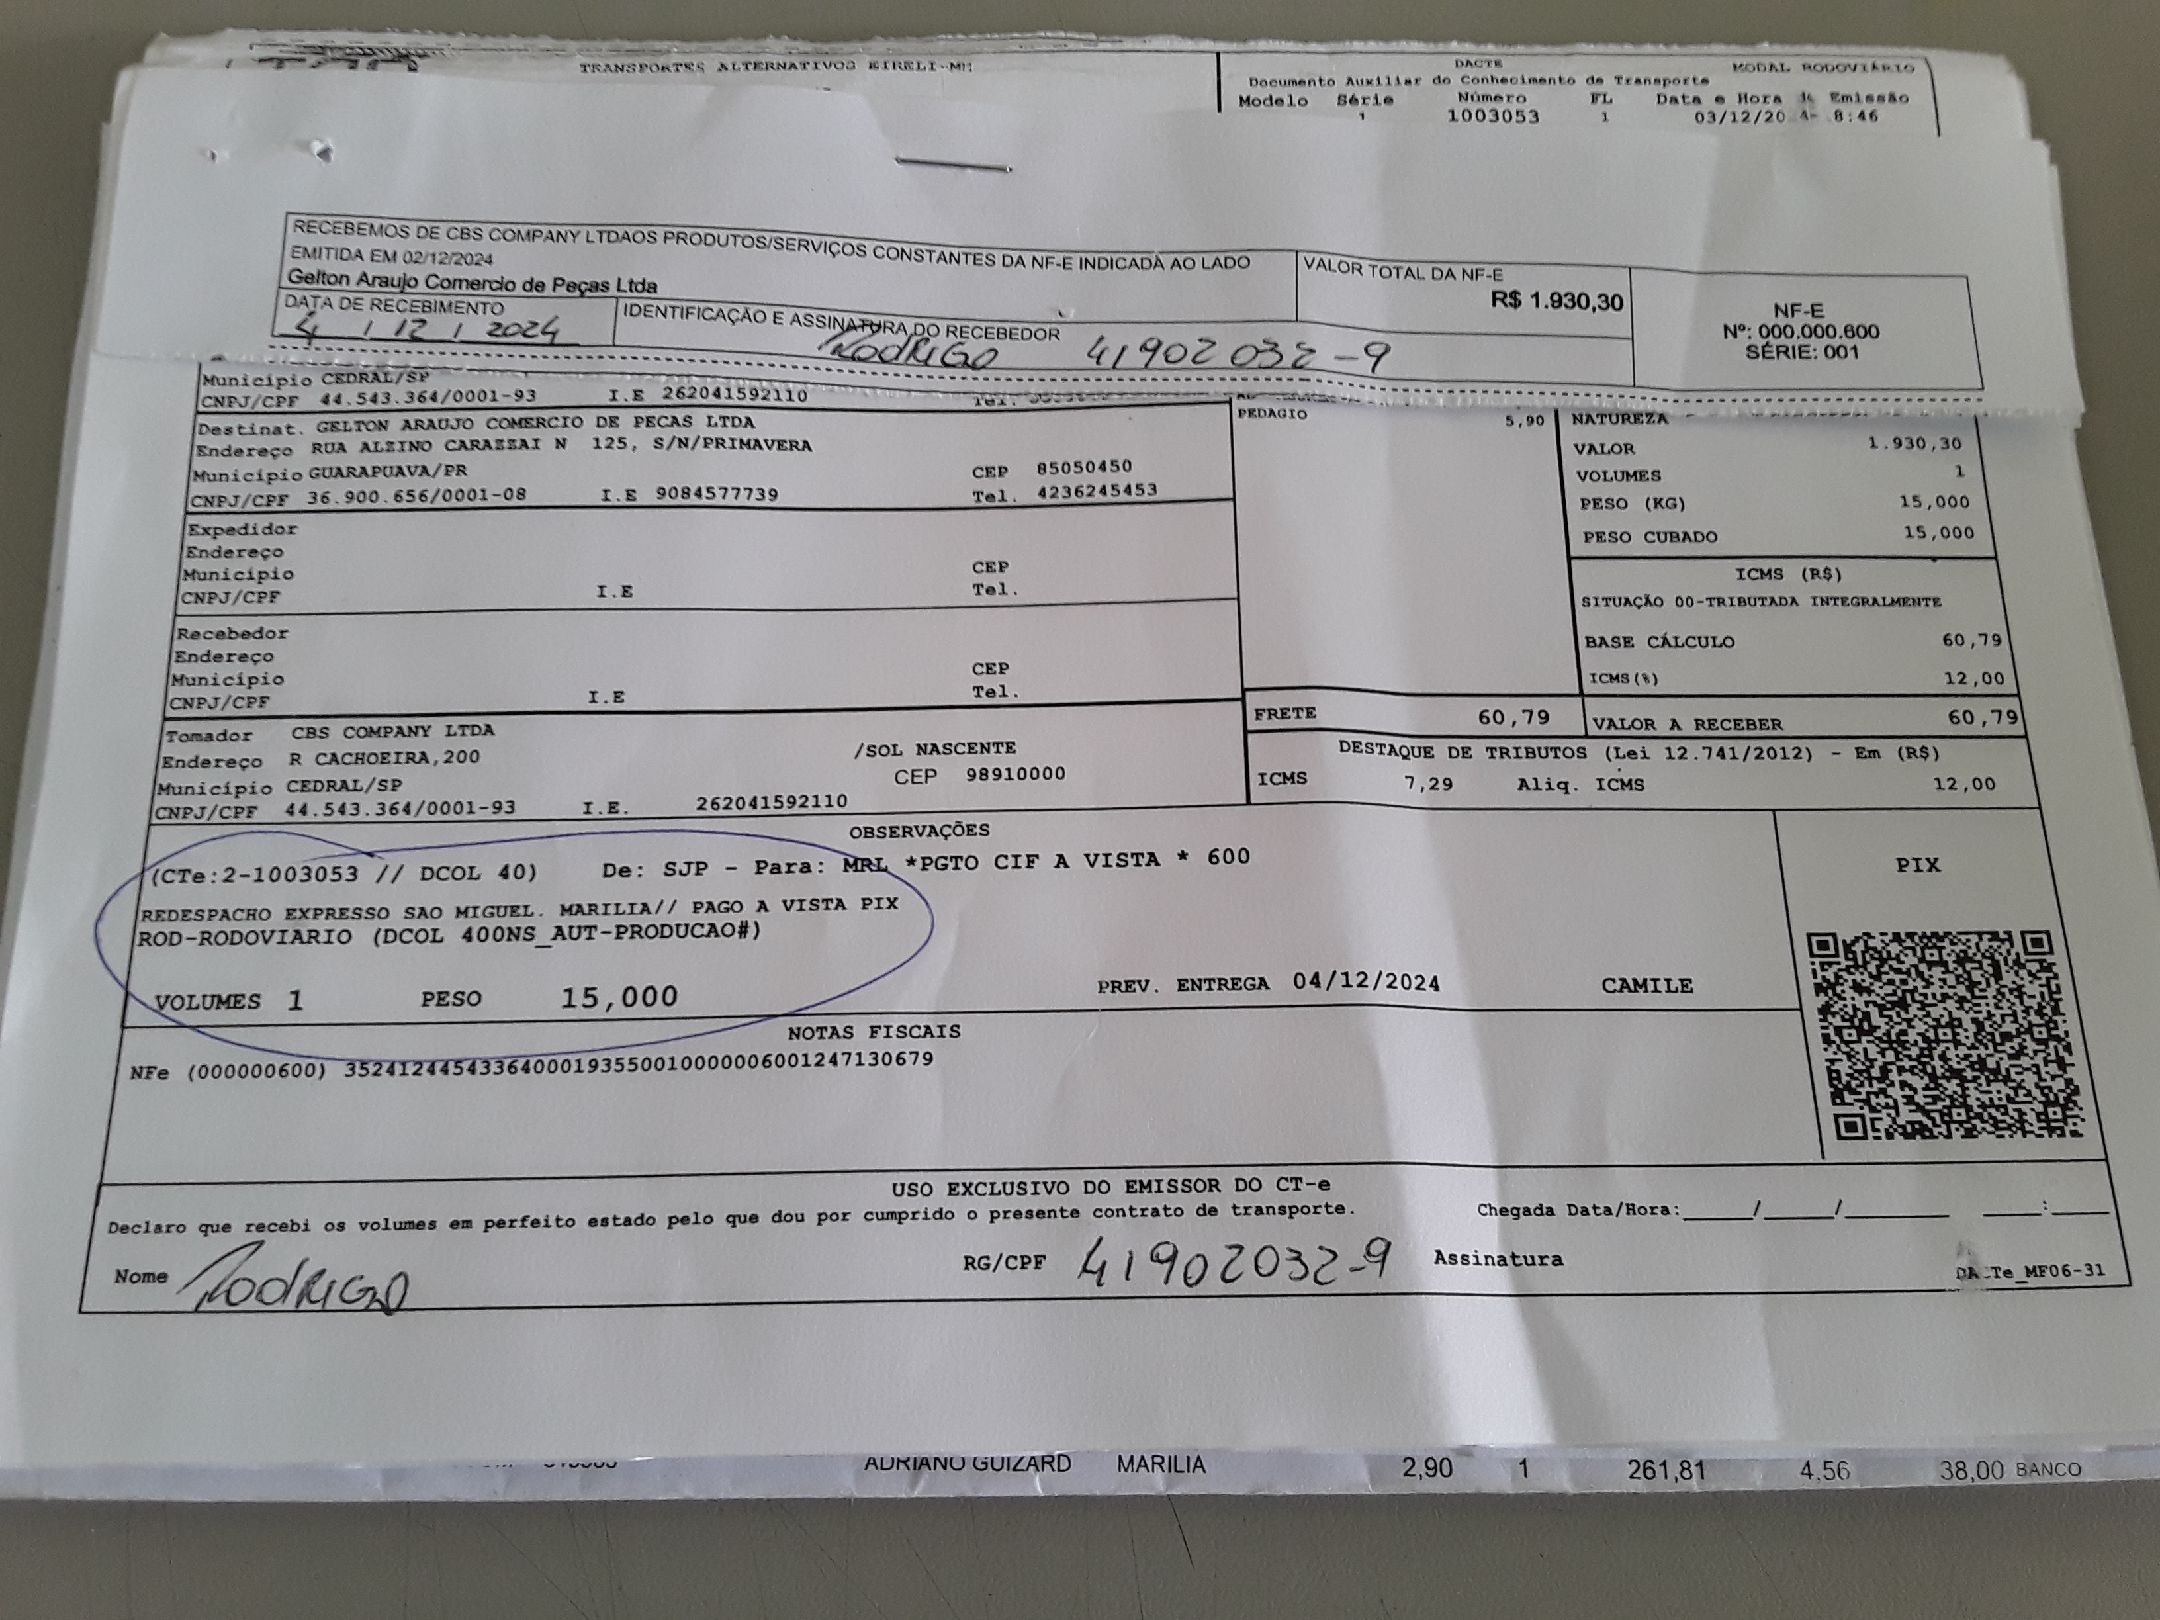 TRANSPORTES ALTERNATIVOS EIRELI-ME
DACTE MODAL RODOVIÁRIO
Documento Auxiliar do Conhecimento de Transporte
Modelo Série Número FL Data e Hora de Emissão
1 1003053 1 03/12/20 4- 8:46
RECEBEMOS DE CBS COMPANY LTDAOS PRODUTOS/SERVIÇOS CONSTANTES DA NF-E INDICADA AO LADO
EMITIDA EM 02/12/2024
Gelton Araujo Comercio de Peças Ltda
VALOR TOTAL DA NF-E
R$ 1.930,30
NF-E
Nº: 000.000.600
SÉRIE: 001
DATA DE RECEBIMENTO
4 / 12 / 2024
IDENTIFICAÇÃO E ASSINATURA DO RECEBEDOR
RODRIGO 41902032-9
Município CEDRAL/SP
CNPJ/CPF 44.543.364/0001-93 I.E 262041592110 Tel.
Destinat. GELTON ARAUJO COMERCIO DE PECAS LTDA
Endereço RUA ALZINO CARAZZAI N 125, S/N/PRIMAVERA
Município GUARAPUAVA/PR CEP 85050450
CNPJ/CPF 36.900.656/0001-08 I.E 9084577739 Tel. 4236245453
Expedidor
Endereço
Município CEP
CNPJ/CPF I.E Tel.
Recebedor
Endereço
Município CEP
CNPJ/CPF I.E Tel.
Tomador CBS COMPANY LTDA
Endereço R CACHOEIRA,200 /SOL NASCENTE
Município CEDRAL/SP CEP 98910000
CNPJ/CPF 44.543.364/0001-93 I.E. 262041592110
PEDAGIO 5,90
NATUREZA
VALOR 1.930,30
VOLUMES 1
PESO (KG) 15,000
PESO CUBADO 15,000
ICMS (R$)
SITUAÇÃO 00-TRIBUTADA INTEGRALMENTE
BASE CÁLCULO 60,79
ICMS(%) 12,00
FRETE 60,79 VALOR A RECEBER 60,79
DESTAQUE DE TRIBUTOS (Lei 12.741/2012) - Em (R$)
ICMS 7,29 Aliq. ICMS 12,00
OBSERVAÇÕES
(CTe:2-1003053 // DCOL 40) De: SJP - Para: MRL *PGTO CIF A VISTA * 600
REDESPACHO EXPRESSO SAO MIGUEL. MARILIA// PAGO A VISTA PIX
ROD-RODOVIARIO (DCOL 400NS_AUT-PRODUCAO#)
VOLUMES 1 PESO 15,000 PREV. ENTREGA 04/12/2024 CAMILE
PIX
NOTAS FISCAIS
NFe (000000600) 35241244543364000193550010000006001247130679
USO EXCLUSIVO DO EMISSOR DO CT-e
Declaro que recebi os volumes em perfeito estado pelo que dou por cumprido o presente contrato de transporte.
Chegada Data/Hora:____/____/______ ___:___
Nome RODRIGO RG/CPF 41902032-9 Assinatura
DACTe_MF06-31
ADRIANO GUIZARD MARILIA 2,90 1 261,81 4,56 38,00 BANCO